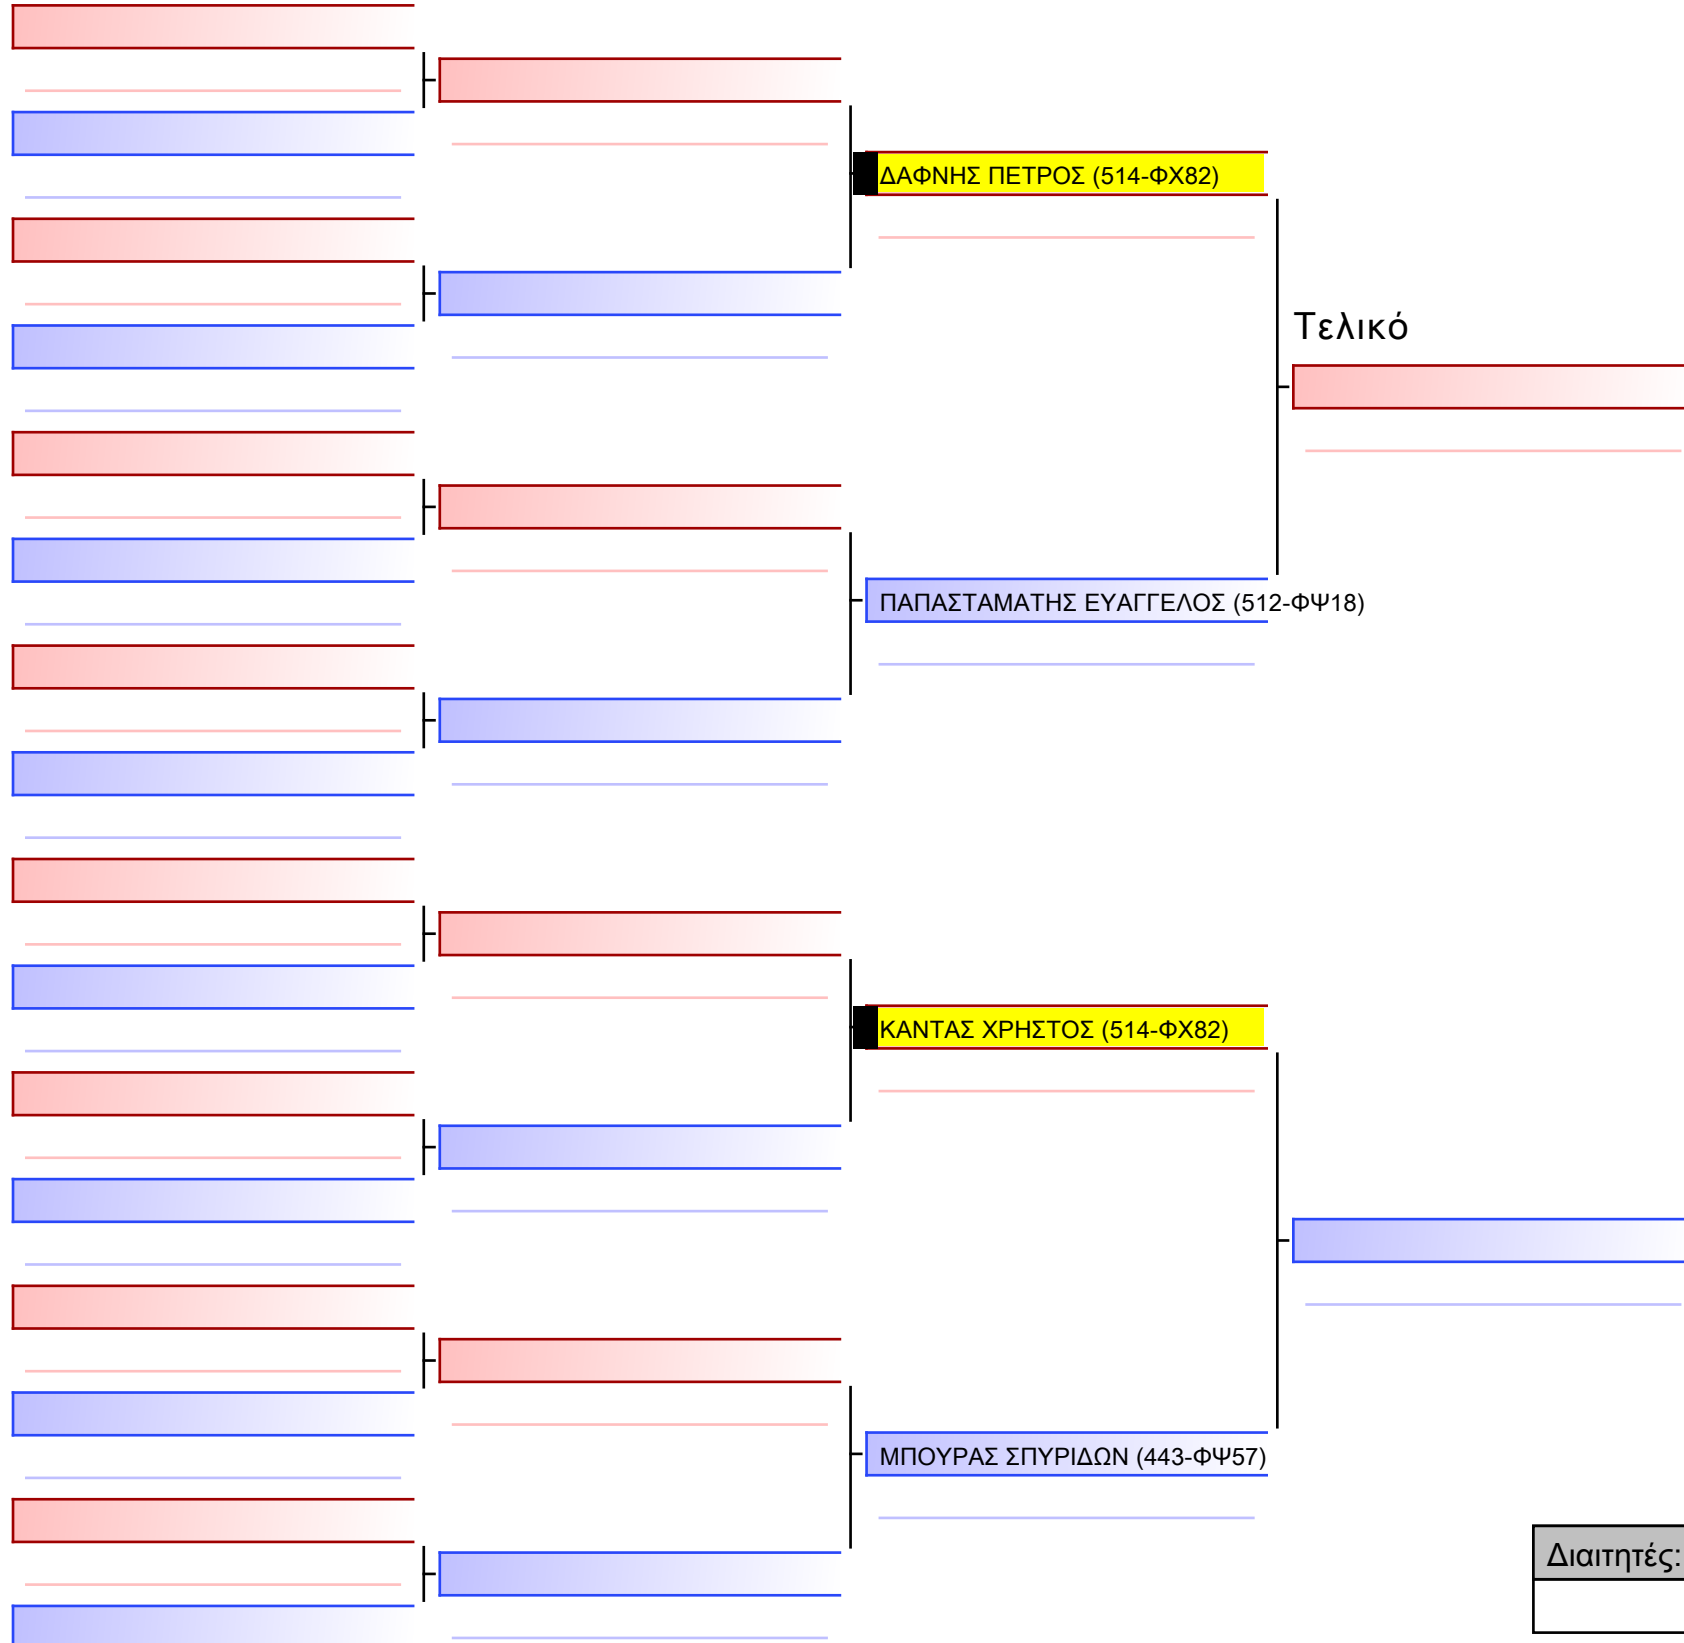 ΔΑΦΝΗΣ ΠΕΤΡΟΣ (514-ΦΧ82)
Τελικό
ΠΑΠΑΣΤΑΜΑΤΗΣ ΕΥΑΓΓΕΛΟΣ (512-ΦΨ18)
ΚΑΝΤΑΣ ΧΡΗΣΤΟΣ (514-ΦΧ82)
ΜΠΟΥΡΑΣ ΣΠΥΡΙΔΩΝ (443-ΦΨ57)
Διαιτητές: